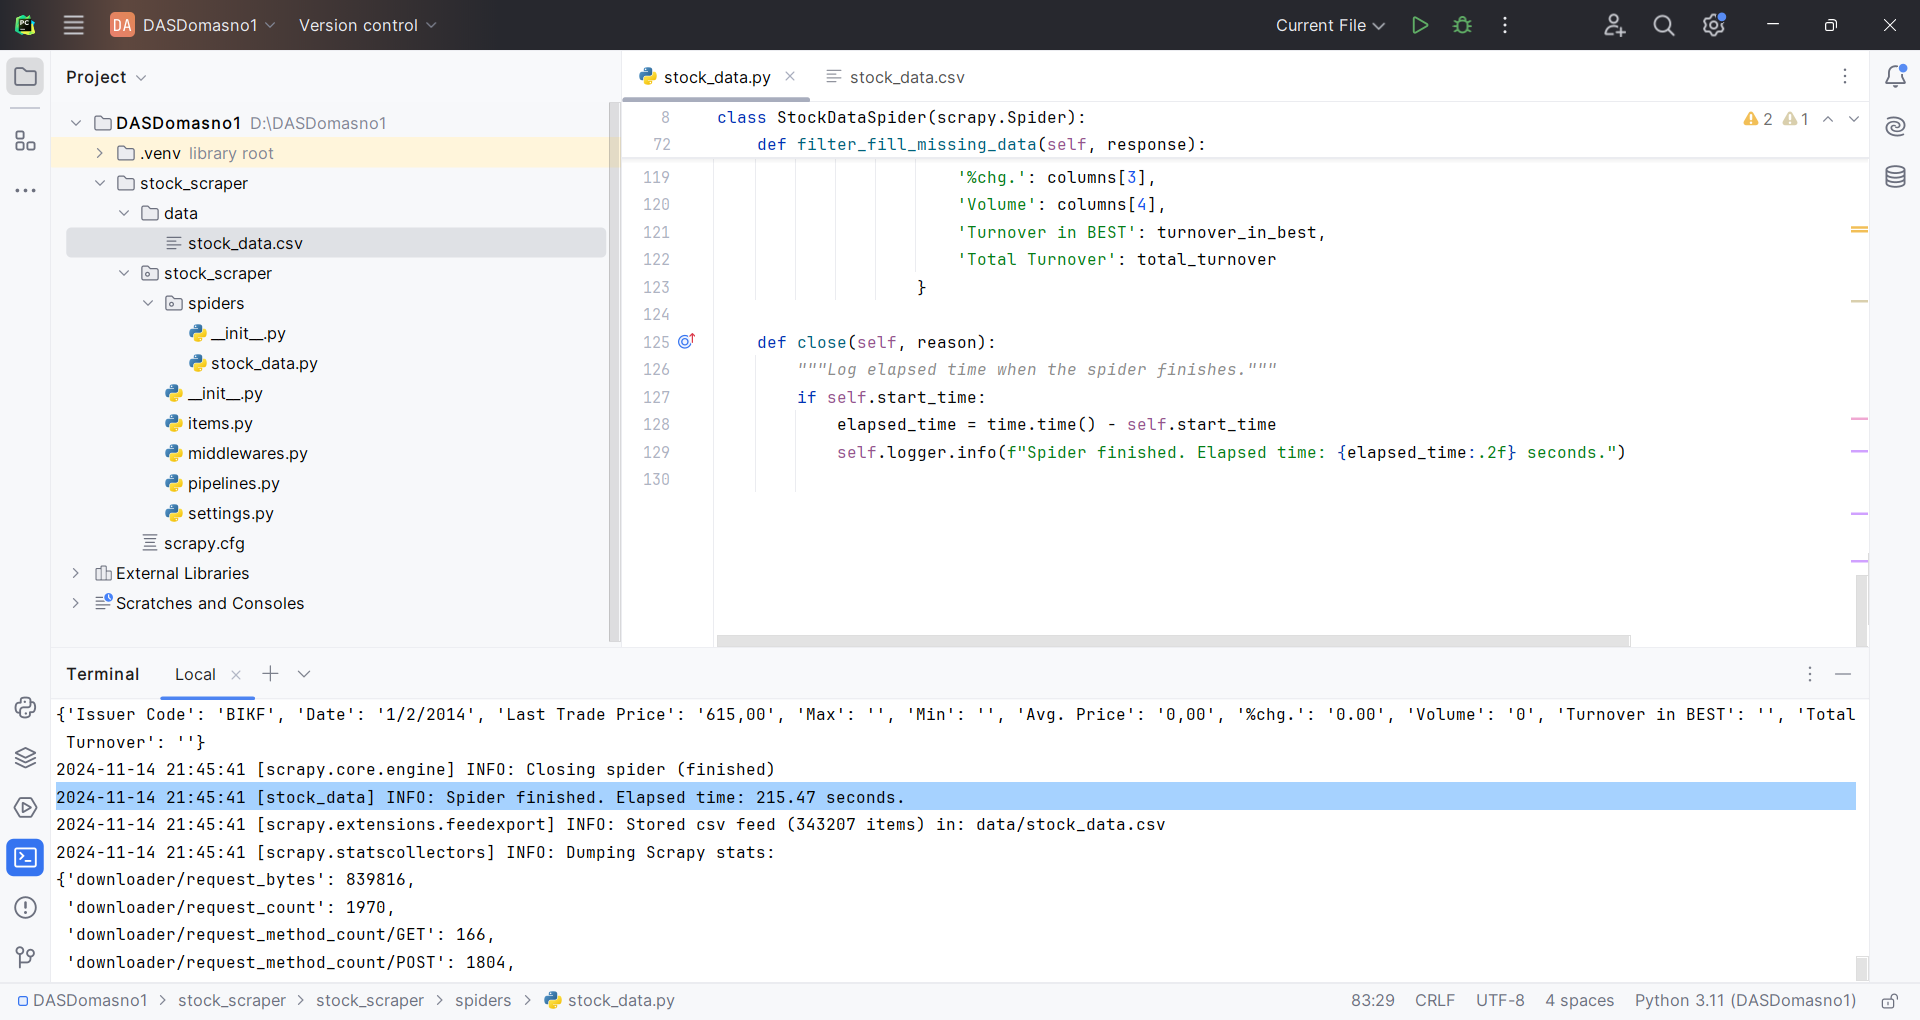 DA DASDomasno1 Version control Current File
Project
DASDomasno1 D:\DASDomasno1
.venv library root
stock_scraper
data
stock_data.csv
stock_scraper
spiders
__init__.py
stock_data.py
__init__.py
items.py
middlewares.py
pipelines.py
settings.py
scrapy.cfg
External Libraries
Scratches and Consoles
stock_data.py stock_data.csv
8 class StockDataSpider(scrapy.Spider): 2 1
72 def filter_fill_missing_data(self, response):
119 '%chg.': columns[3],
120 'Volume': columns[4],
121 'Turnover in BEST': turnover_in_best,
122 'Total Turnover': total_turnover
123 }
124
125 def close(self, reason):
126 """Log elapsed time when the spider finishes."""
127 if self.start_time:
128 elapsed_time = time.time() - self.start_time
129 self.logger.info(f"Spider finished. Elapsed time: {elapsed_time:.2f} seconds.")
130
Terminal Local
{'Issuer Code': 'BIKF', 'Date': '1/2/2014', 'Last Trade Price': '615,00', 'Max': '', 'Min': '', 'Avg. Price': '0,00', '%chg.': '0.00', 'Volume': '0', 'Turnover in BEST': '', 'Total
Turnover': ''}
2024-11-14 21:45:41 [scrapy.core.engine] INFO: Closing spider (finished)
2024-11-14 21:45:41 [stock_data] INFO: Spider finished. Elapsed time: 215.47 seconds.
2024-11-14 21:45:41 [scrapy.extensions.feedexport] INFO: Stored csv feed (343207 items) in: data/stock_data.csv
2024-11-14 21:45:41 [scrapy.statscollectors] INFO: Dumping Scrapy stats:
{'downloader/request_bytes': 839816,
'downloader/request_count': 1970,
'downloader/request_method_count/GET': 166,
'downloader/request_method_count/POST': 1804,
DASDomasno1 > stock_scraper > stock_scraper > spiders > stock_data.py 83:29 CRLF UTF-8 4 spaces Python 3.11 (DASDomasno1)